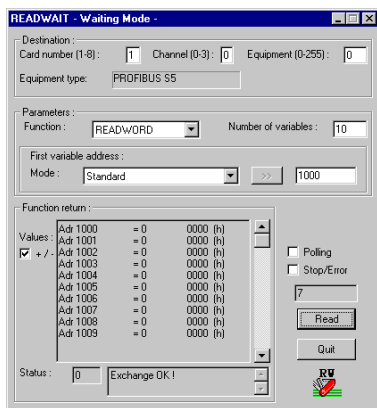 READWAIT - Waiting Mode -
Destination :
Card number (1-8) : 1 Channel (0-3) : 0 Equipment (0-255) : 0
Equipment type: PROFIBUS S5
Parameters :
Function : READWORD Number of variables : 10
First variable address :
Mode : Standard >> 1000
Function return :
Values :
+ / -
Adr 1000 = 0 0000 (h)
Adr 1001 = 0 0000 (h)
Adr 1002 = 0 0000 (h)
Adr 1003 = 0 0000 (h)
Adr 1004 = 0 0000 (h)
Adr 1005 = 0 0000 (h)
Adr 1006 = 0 0000 (h)
Adr 1007 = 0 0000 (h)
Adr 1008 = 0 0000 (h)
Adr 1009 = 0 0000 (h)
Polling
Stop/Error
7
Read
Quit
Status : 0 Exchange OK !
RW